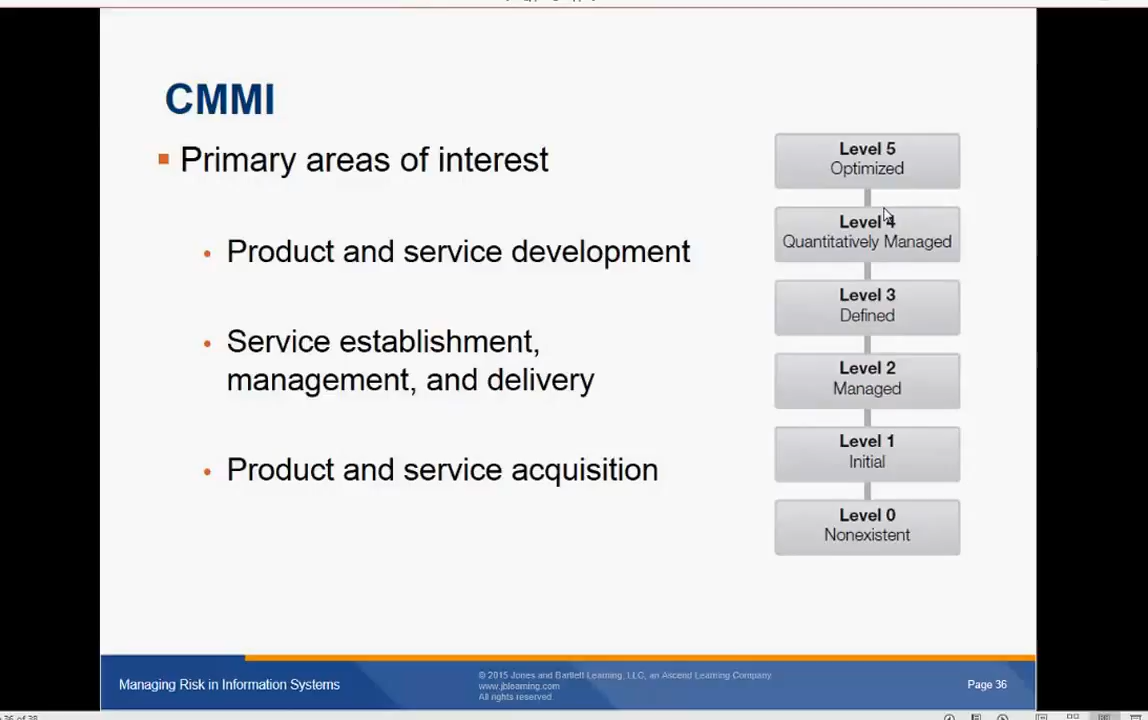 CMMI
Primary areas of interest
Product and service development
Service establishment,
management, and delivery
Product and service acquisition
Level 5
Optimized
Level 4
Quantitatively Managed
Level 3
Defined
Level 2
Managed
Level 1
Initial
Level 0
Nonexistent
Managing Risk in Information Systems
© 2015 Jones and Bartlett Learning, LLC, an Ascend Learning Company
www.jblearning.com
All rights reserved.
Page 36